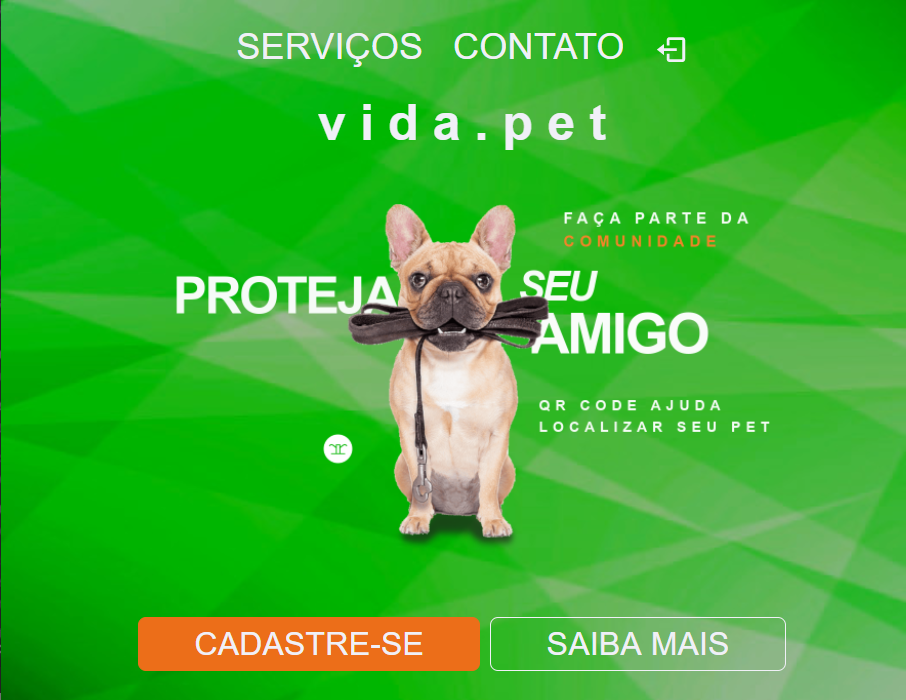 SERVIÇOS CONTATO
vida.pet
FAÇA PARTE DA
COMUNIDADE
PROTEJA
SEU
AMIGO
QR CODE AJUDA
LOCALIZAR SEU PET
CADASTRE-SE SAIBA MAIS